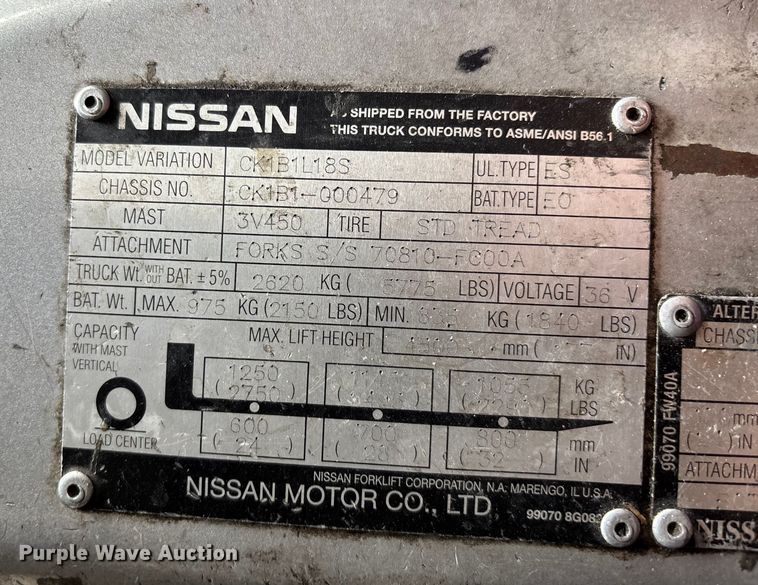 NISSAN
AS SHIPPED FROM THE FACTORY
THIS TRUCK CONFORMS TO ASME/ANSI B56.1
MODEL VARIATION CK1B1L18S UL.TYPE ES
CHASSIS NO. CK1B1-000479 BAT.TYPE EO
MAST 3V450 TIRE STD TREAD
ATTACHMENT FORKS S/S 70810-FC00A
TRUCK Wt. WITH OUT BAT. ±5% 2620 KG ( 5775 LBS) VOLTAGE 36 V
BAT. Wt. MAX. 975 KG (2150 LBS) MIN. KG ( 1840 LBS)
CAPACITY
WITH MAST
VERTICAL
MAX. LIFT HEIGHT mm ( IN)
1250
(2750) KG
LBS
600 700 800 mm
( 24 ) ( 28 ) ( 32 ) IN
LOAD CENTER
NISSAN FORKLIFT CORPORATION, N.A. MARENGO, IL U.S.A.
NISSAN MOTOR CO., LTD
99070 8G08
ALTER
CHASS
99070 FW40A
mm
)IN
ATTACHM
NISS
Purple Wave Auction